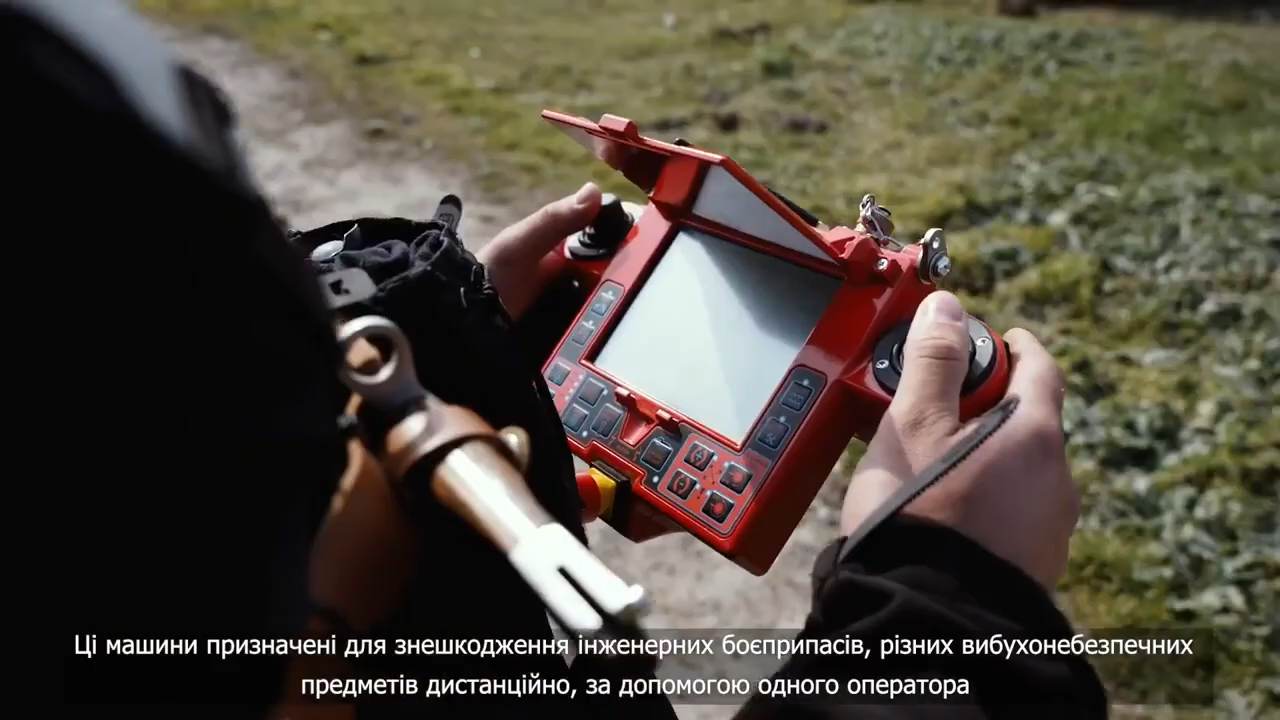 Ці машини призначені для знешкодження інженерних боєприпасів, різних вибухонебезпечних
предметів дистанційно, за допомогою одного оператора